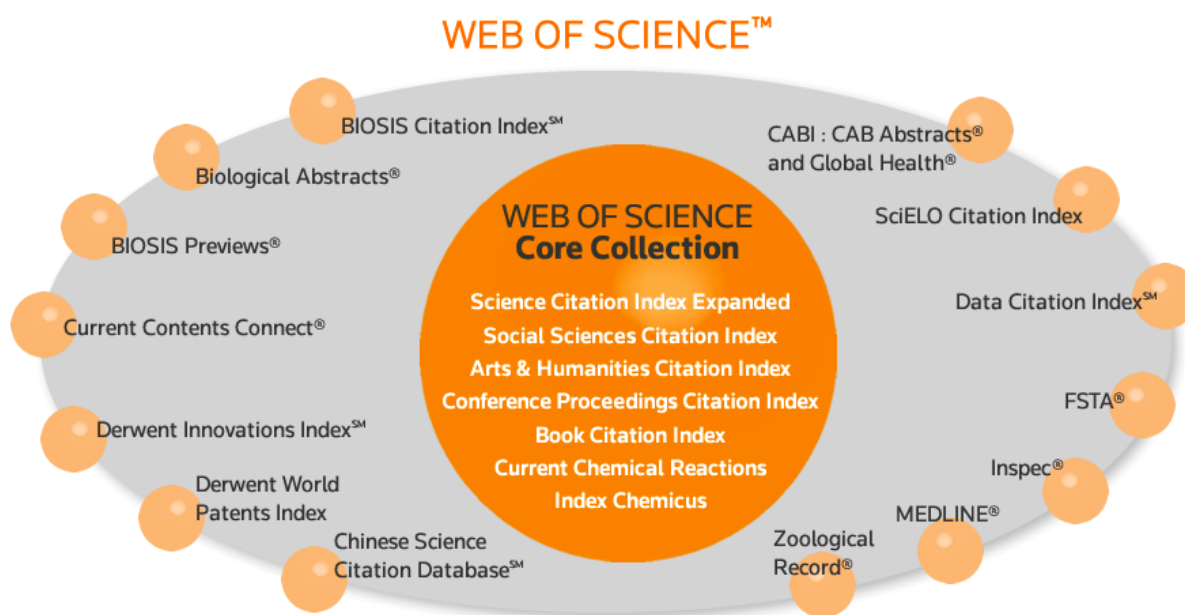 WEB OF SCIENCE™
BIOSIS Citation Index℠
Biological Abstracts®
BIOSIS Previews®
Current Contents Connect®
Derwent Innovations Index℠
Derwent World
Patents Index
Chinese Science
Citation Database℠
WEB OF SCIENCE
Core Collection
Science Citation Index Expanded
Social Sciences Citation Index
Arts & Humanities Citation Index
Conference Proceedings Citation Index
Book Citation Index
Current Chemical Reactions
Index Chemicus
CABI : CAB Abstracts®
and Global Health®
SciELO Citation Index
Data Citation Index℠
FSTA®
Inspec®
MEDLINE®
Zoological
Record®